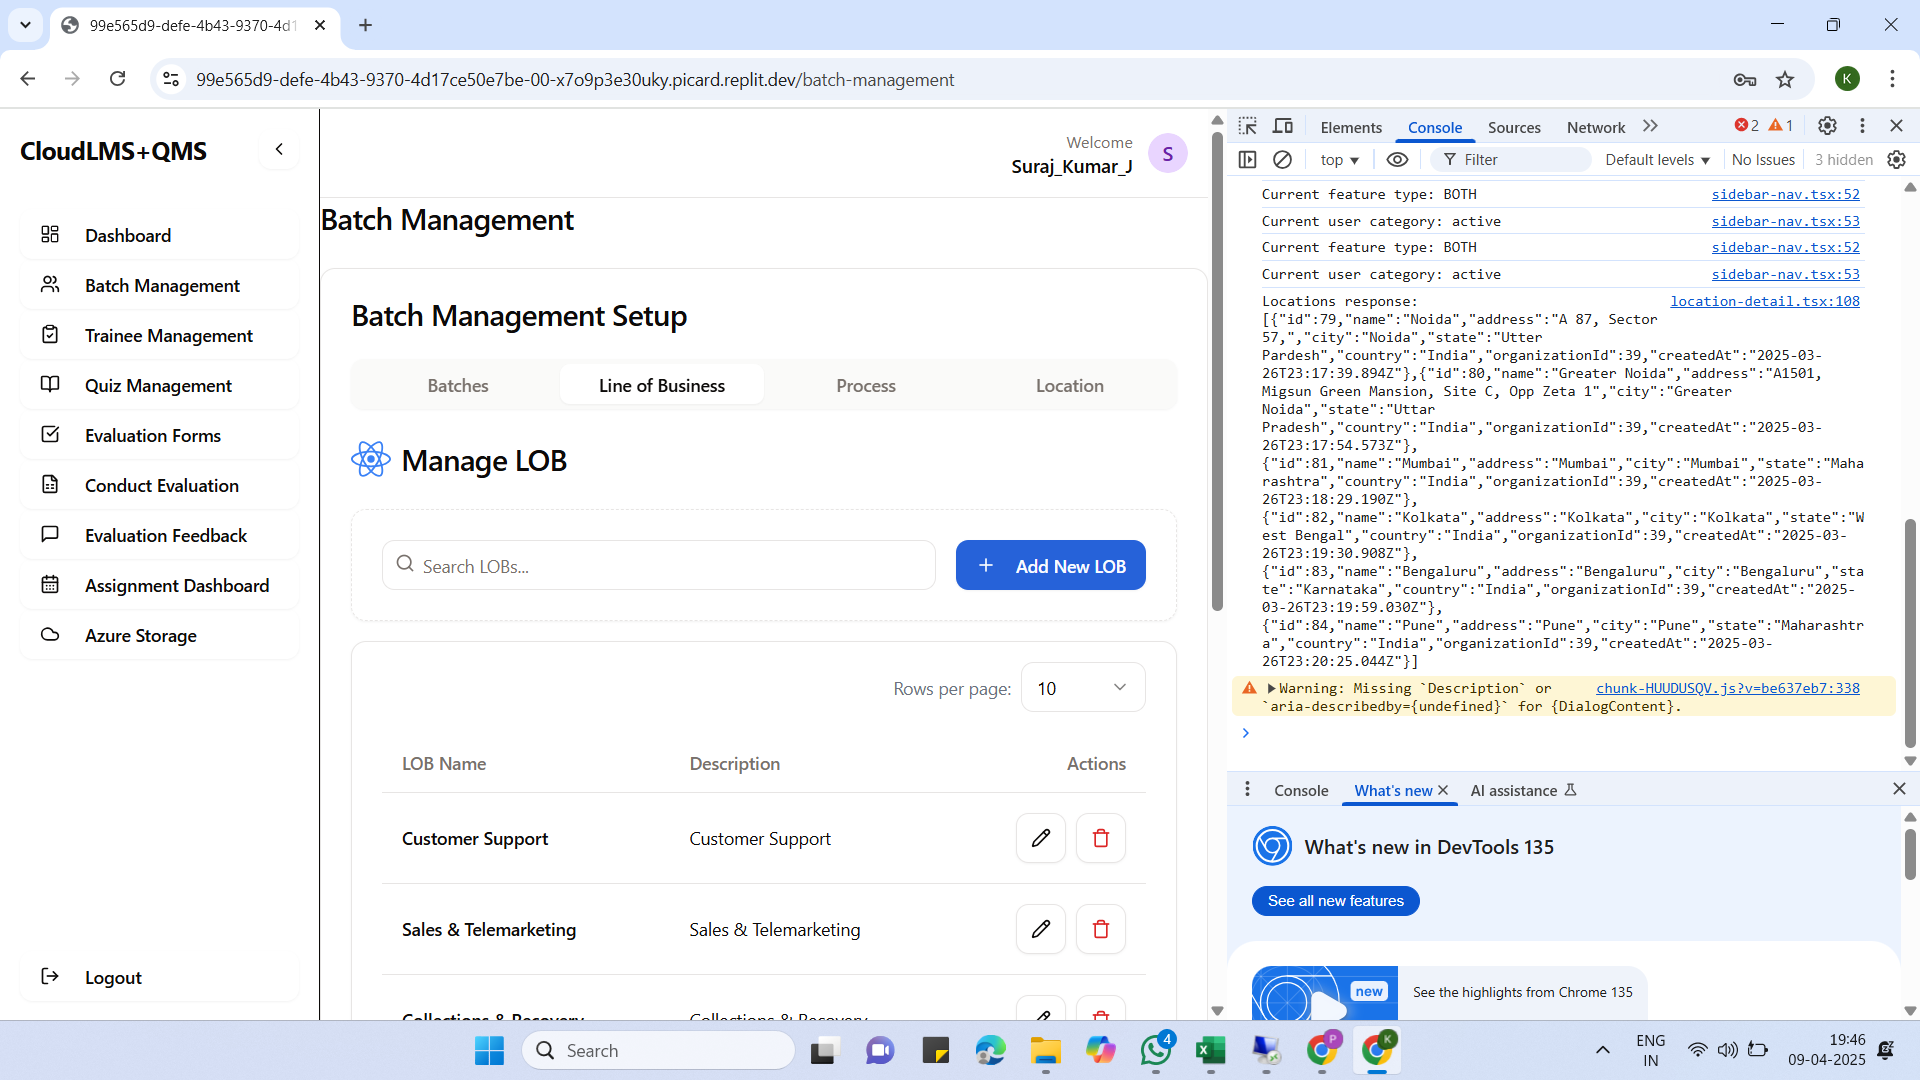 99e565d9-defe-4b43-9370-4d1
99e565d9-defe-4b43-9370-4d17ce50e7be-00-x7o9p3e30uky.picard.replit.dev/batch-management
K
CloudLMS+QMS
Dashboard
Batch Management
Trainee Management
Quiz Management
Evaluation Forms
Conduct Evaluation
Evaluation Feedback
Assignment Dashboard
Azure Storage
Logout
Welcome
Suraj_Kumar_J
S
Batch Management
Batch Management Setup
Batches
Line of Business
Process
Location
Manage LOB
Search LOBs...
+ Add New LOB
Rows per page: 10
LOB Name Description Actions
Customer Support Customer Support
Sales & Telemarketing Sales & Telemarketing
Collections & Recovery Collections & Recovery
Elements Console Sources Network 2 1
top Filter Default levels No Issues 3 hidden
Current feature type: BOTH sidebar-nav.tsx:52
Current user category: active sidebar-nav.tsx:53
Current feature type: BOTH sidebar-nav.tsx:52
Current user category: active sidebar-nav.tsx:53
Locations response: location-detail.tsx:108
[{"id":79,"name":"Noida","address":"A 87, Sector
57,","city":"Noida","state":"Utter
Pardesh","country":"India","organizationId":39,"createdAt":"2025-03-
26T23:17:39.894Z"},{"id":80,"name":"Greater Noida","address":"A1501,
Migsun Green Mansion, Site C, Opp Zeta 1","city":"Greater
Noida","state":"Uttar
Pradesh","country":"India","organizationId":39,"createdAt":"2025-03-
26T23:17:54.573Z"},
{"id":81,"name":"Mumbai","address":"Mumbai","city":"Mumbai","state":"Maha
rashtra","country":"India","organizationId":39,"createdAt":"2025-03-
26T23:18:29.190Z"},
{"id":82,"name":"Kolkata","address":"Kolkata","city":"Kolkata","state":"W
est Bengal","country":"India","organizationId":39,"createdAt":"2025-03-
26T23:19:30.908Z"},
{"id":83,"name":"Bengaluru","address":"Bengaluru","city":"Bengaluru","sta
te":"Karnataka","country":"India","organizationId":39,"createdAt":"2025-
03-26T23:19:59.030Z"},
{"id":84,"name":"Pune","address":"Pune","city":"Pune","state":"Maharashtr
a","country":"India","organizationId":39,"createdAt":"2025-03-
26T23:20:25.044Z"}]
Warning: Missing `Description` or chunk-HUUDUSQV.js?v=be637eb7:338
`aria-describedby={undefined}` for {DialogContent}.
Console What's new AI assistance
What's new in DevTools 135
See all new features
new
See the highlights from Chrome 135
Search
4
P
K
ENG
IN
19:46
09-04-2025